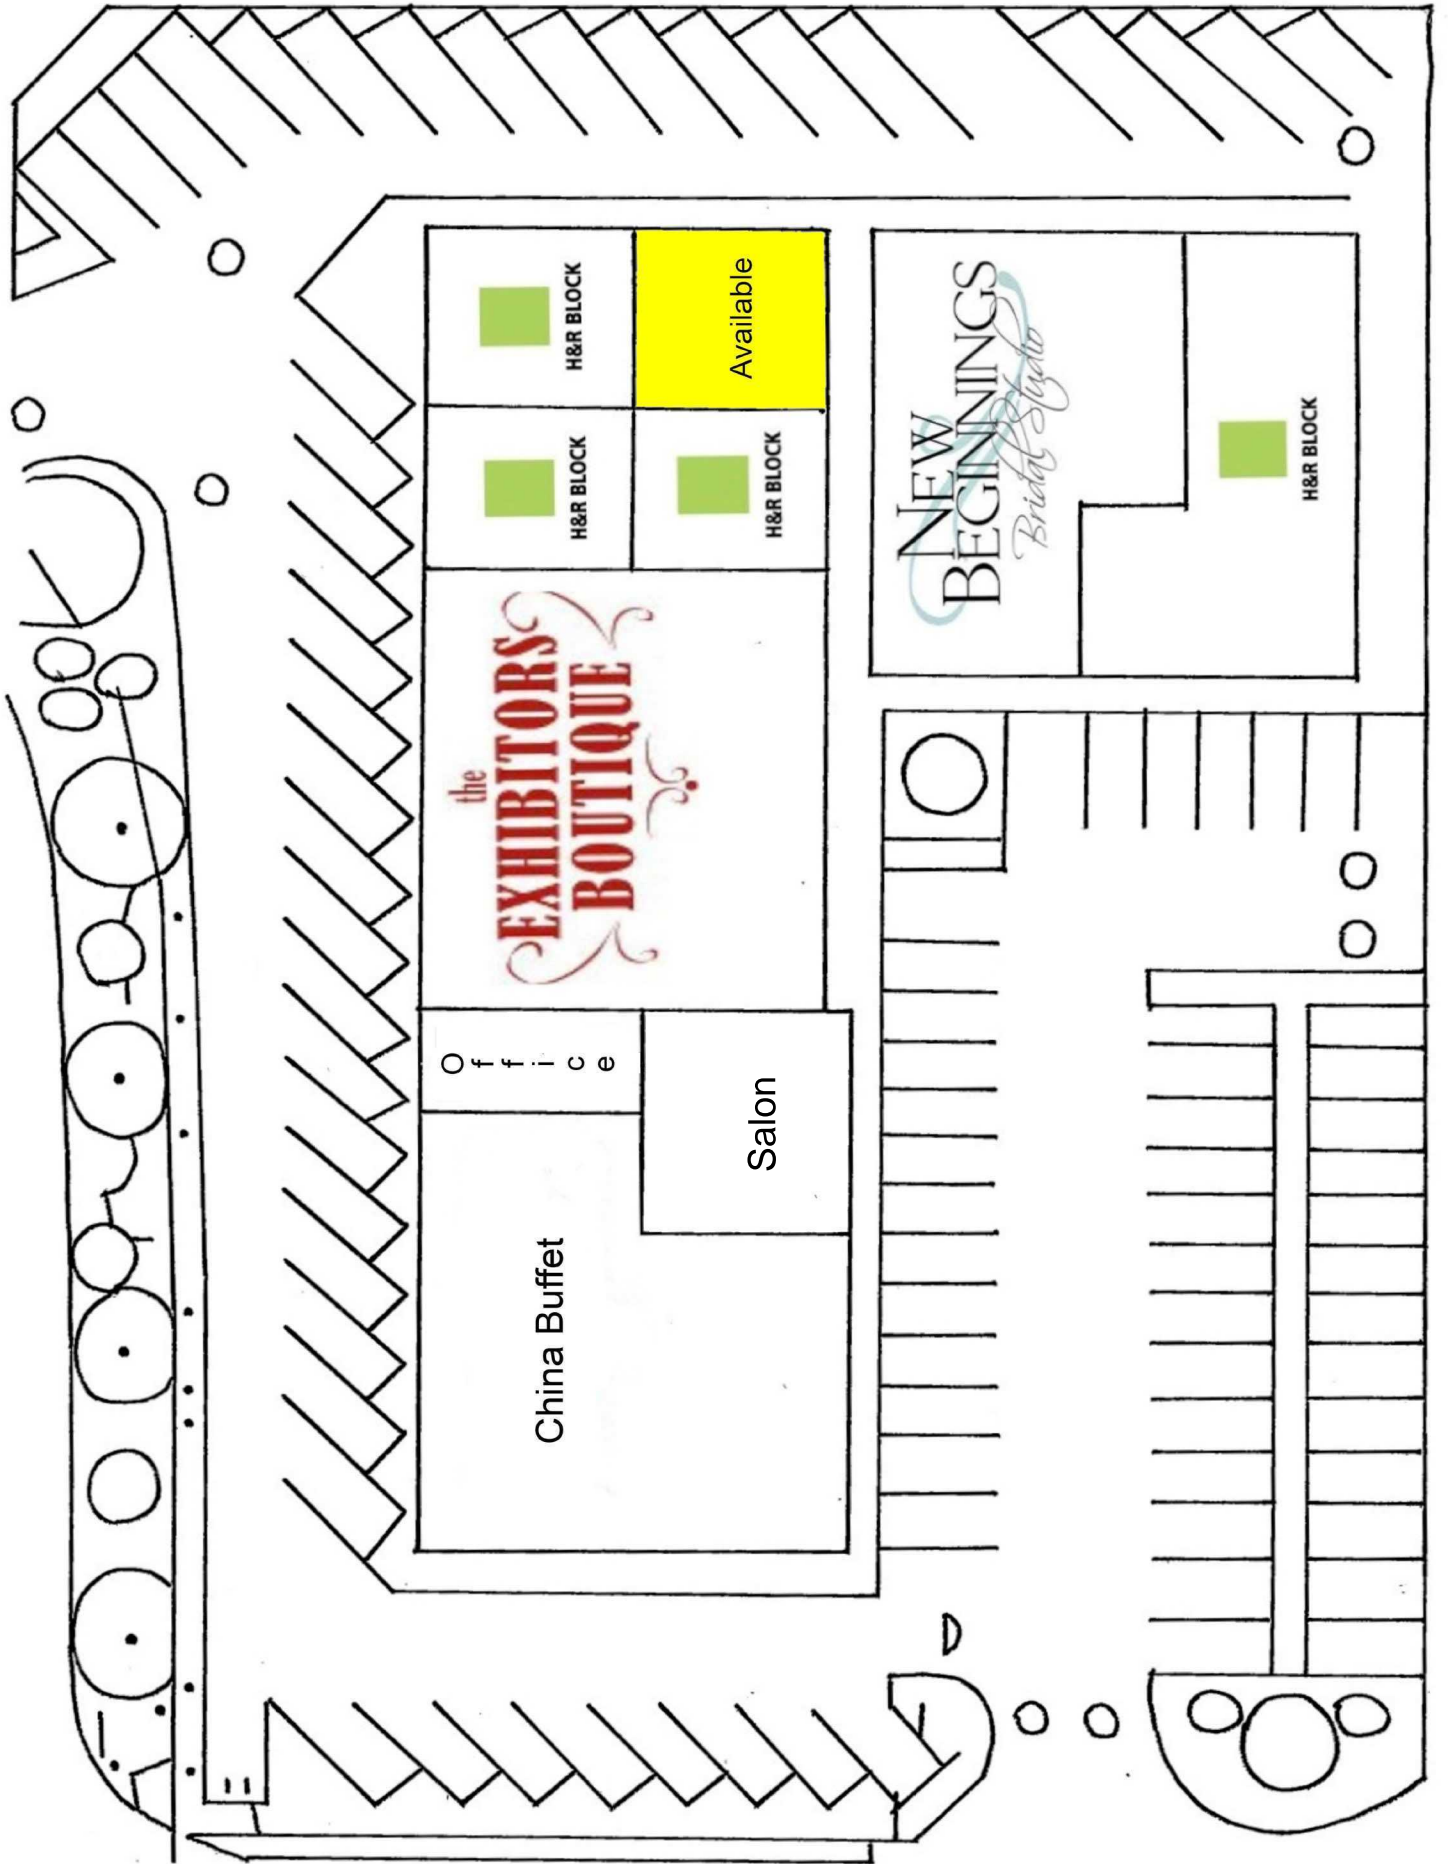 H&R BLOCK
Available
H&R BLOCK
H&R BLOCK
NEW
BEGINNINGS
Bridal Studio
H&R BLOCK
the
EXHIBITORS
BOUTIQUE
Office
Salon
China Buffet